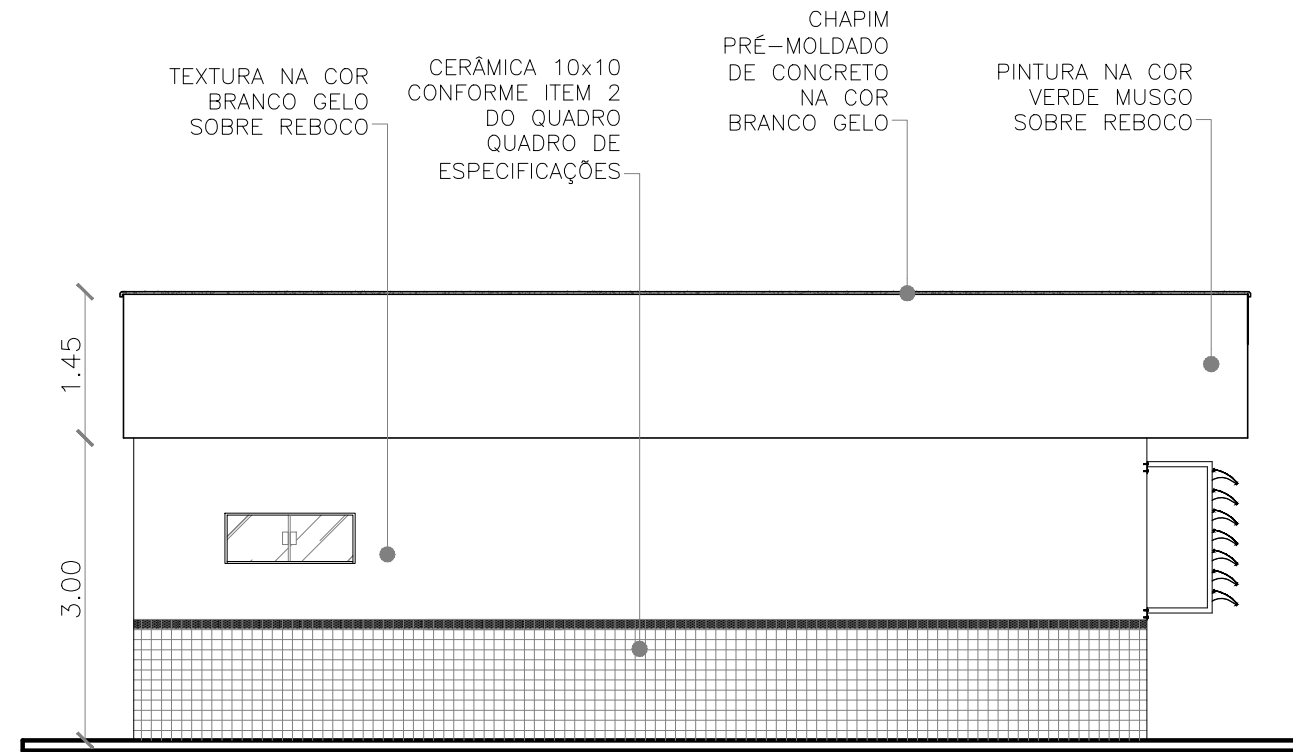 TEXTURA NA COR
BRANCO GELO
SOBRE REBOCO
CERÂMICA 10x10
CONFORME ITEM 2
DO QUADRO
QUADRO DE
ESPECIFICAÇÕES
CHAPIM
PRÉ-MOLDADO
DE CONCRETO
NA COR
BRANCO GELO
PINTURA NA COR
VERDE MUSGO
SOBRE REBOCO
1.45
3.00